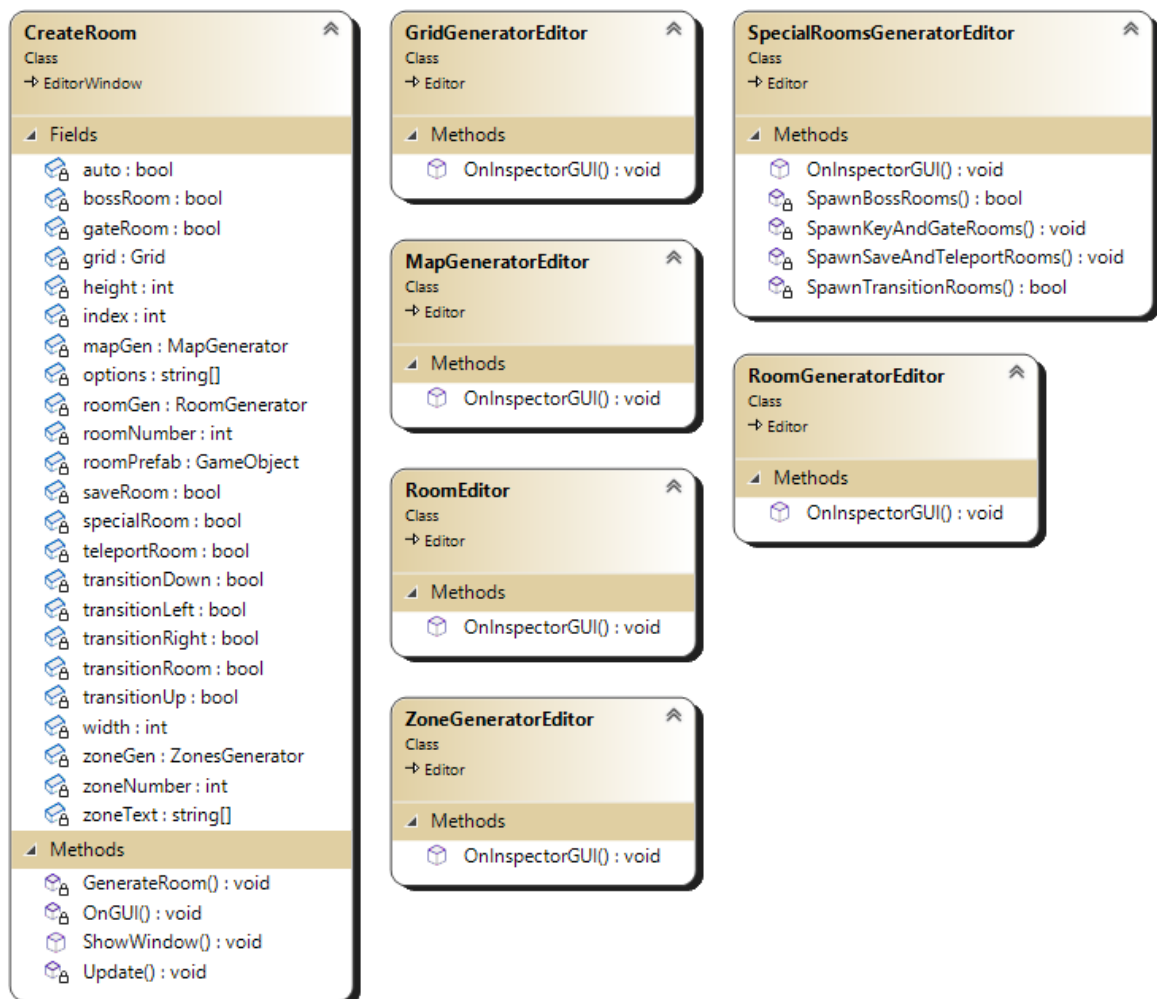 CreateRoom
Class
EditorWindow
Fields
auto : bool
bossRoom : bool
gateRoom : bool
grid : Grid
height : int
index : int
mapGen : MapGenerator
options : string[]
roomGen : RoomGenerator
roomNumber : int
roomPrefab : GameObject
saveRoom : bool
specialRoom : bool
teleportRoom : bool
transitionDown : bool
transitionLeft : bool
transitionRight : bool
transitionRoom : bool
transitionUp : bool
width : int
zoneGen : ZonesGenerator
zoneNumber : int
zoneText : string[]
Methods
GenerateRoom() : void
OnGUI() : void
ShowWindow() : void
Update() : void
GridGeneratorEditor
Class
Editor
Methods
OnInspectorGUI() : void
MapGeneratorEditor
Class
Editor
Methods
OnInspectorGUI() : void
RoomEditor
Class
Editor
Methods
OnInspectorGUI() : void
ZoneGeneratorEditor
Class
Editor
Methods
OnInspectorGUI() : void
SpecialRoomsGeneratorEditor
Class
Editor
Methods
OnInspectorGUI() : void
SpawnBossRooms() : bool
SpawnKeyAndGateRooms() : void
SpawnSaveAndTeleportRooms() : void
SpawnTransitionRooms() : bool
RoomGeneratorEditor
Class
Editor
Methods
OnInspectorGUI() : void